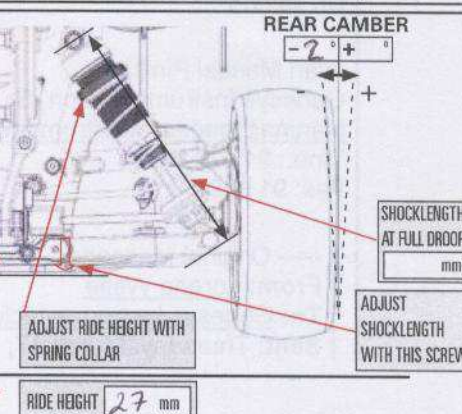 REAR CAMBER
-2 ° + °
- +
SHOCKLENGTH
AT FULL DROOP
mm
ADJUST
SHOCKLENGTH
WITH THIS SCREW
ADJUST RIDE HEIGHT WITH
SPRING COLLAR
RIDE HEIGHT 27 mm